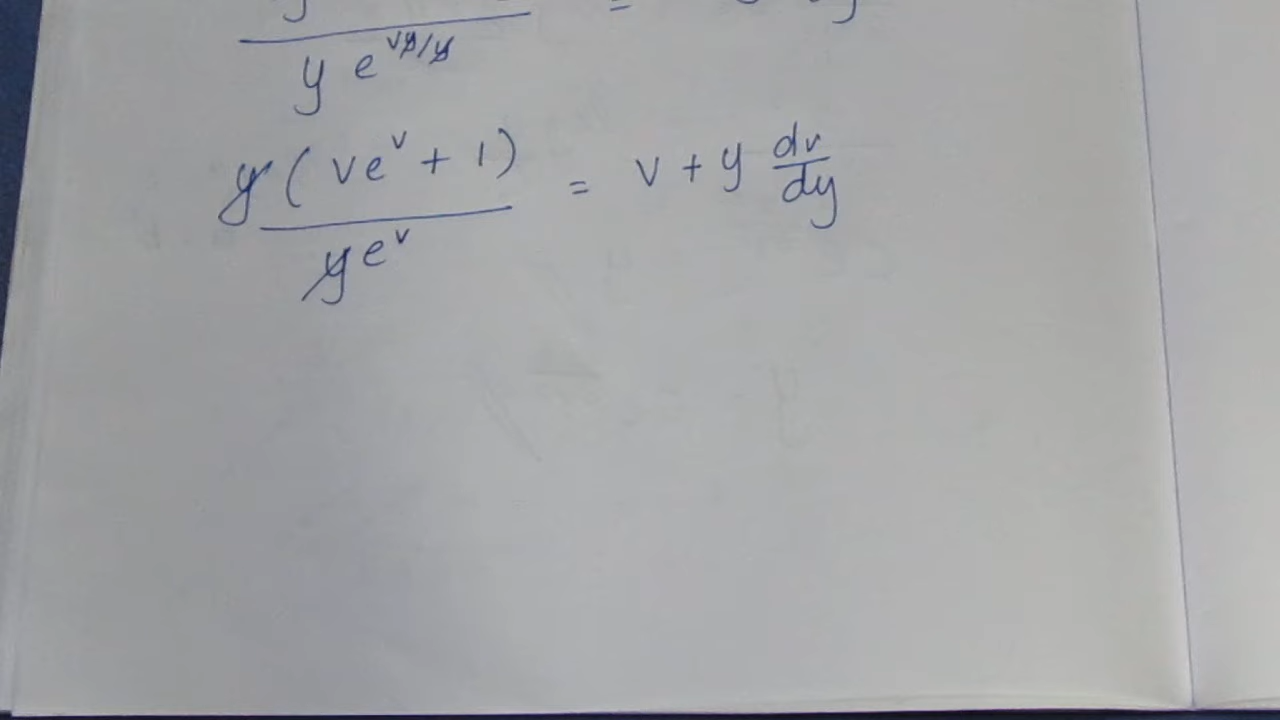 y e^{vy/y}
y(ve^v + 1) / ye^v = v + y dv/dy